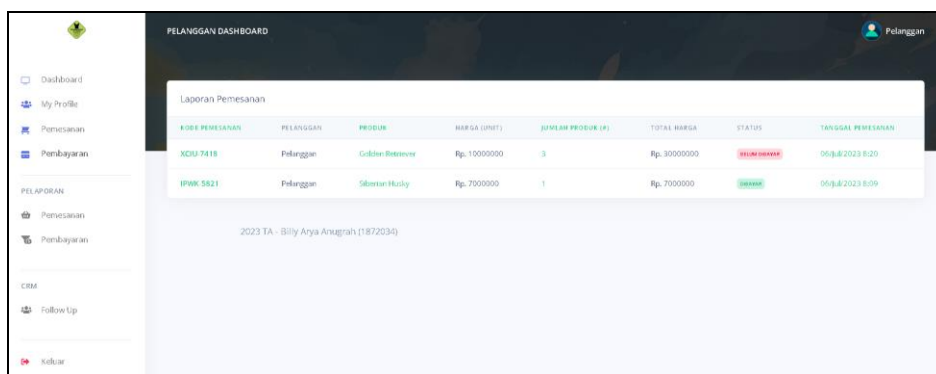 PELANGGAN DASHBOARD
Pelanggan
Dashboard
My Profile
Pemesanan
Pembayaran
PELAPORAN
Pemesanan
Pembayaran
CRM
Follow Up
Keluar
Laporan Pemesanan
KODE PEMESANAN PELANGGAN PRODUK HARGA (UNIT) JUMLAH PRODUK (#) TOTAL HARGA STATUS TANGGAL PEMESANAN
Pelanggan Golden Retriever Rp. 10000000 3 Rp. 30000000 BELUM DIBAYAR 06/Jul/2023 8:20
IPWK-5821 Pelanggan Siberian Husky Rp. 7000000 1 Rp. 7000000 DIBAYAR 06/Jul/2023 8:09
2023 TA - Billy Arya Anugrah (1872034)